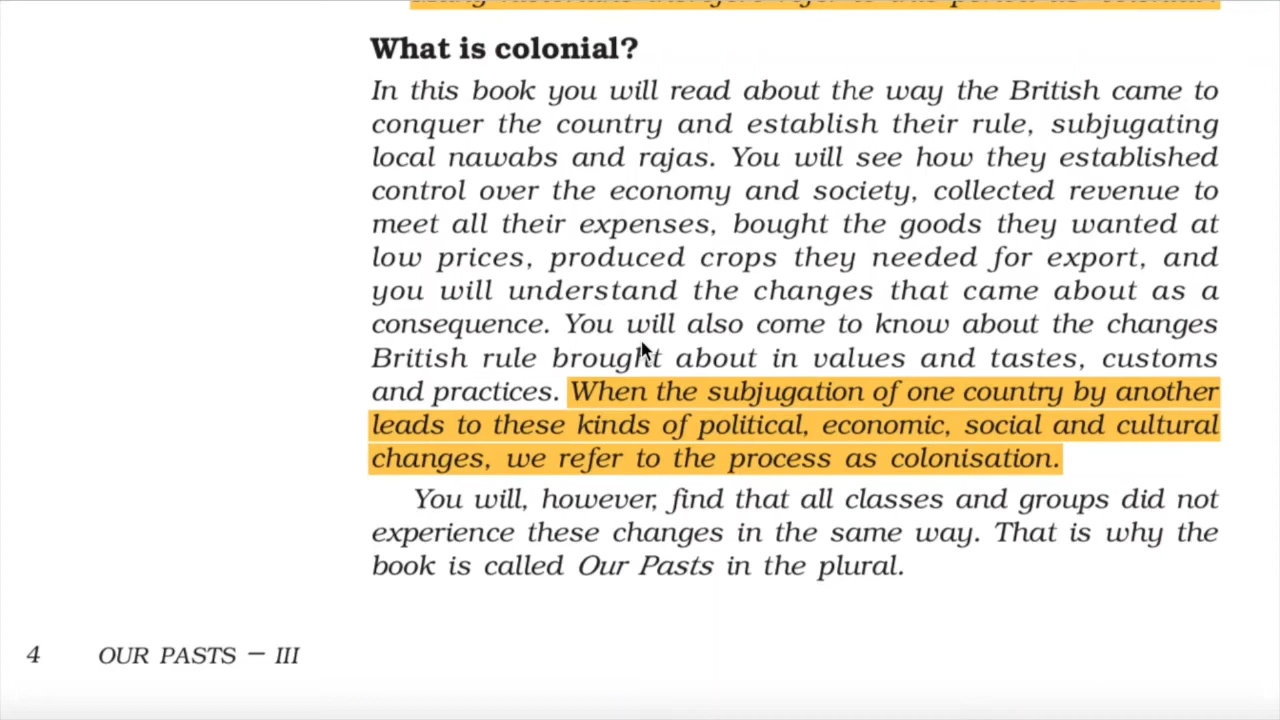 What is colonial?
In this book you will read about the way the British came to
conquer the country and establish their rule, subjugating
local nawabs and rajas. You will see how they established
control over the economy and society, collected revenue to
meet all their expenses, bought the goods they wanted at
low prices, produced crops they needed for export, and
you will understand the changes that came about as a
consequence. You will also come to know about the changes
British rule brought about in values and tastes, customs
and practices. When the subjugation of one country by another
leads to these kinds of political, economic, social and cultural
changes, we refer to the process as colonisation.
You will, however, find that all classes and groups did not
experience these changes in the same way. That is why the
book is called Our Pasts in the plural.
4 OUR PASTS – III